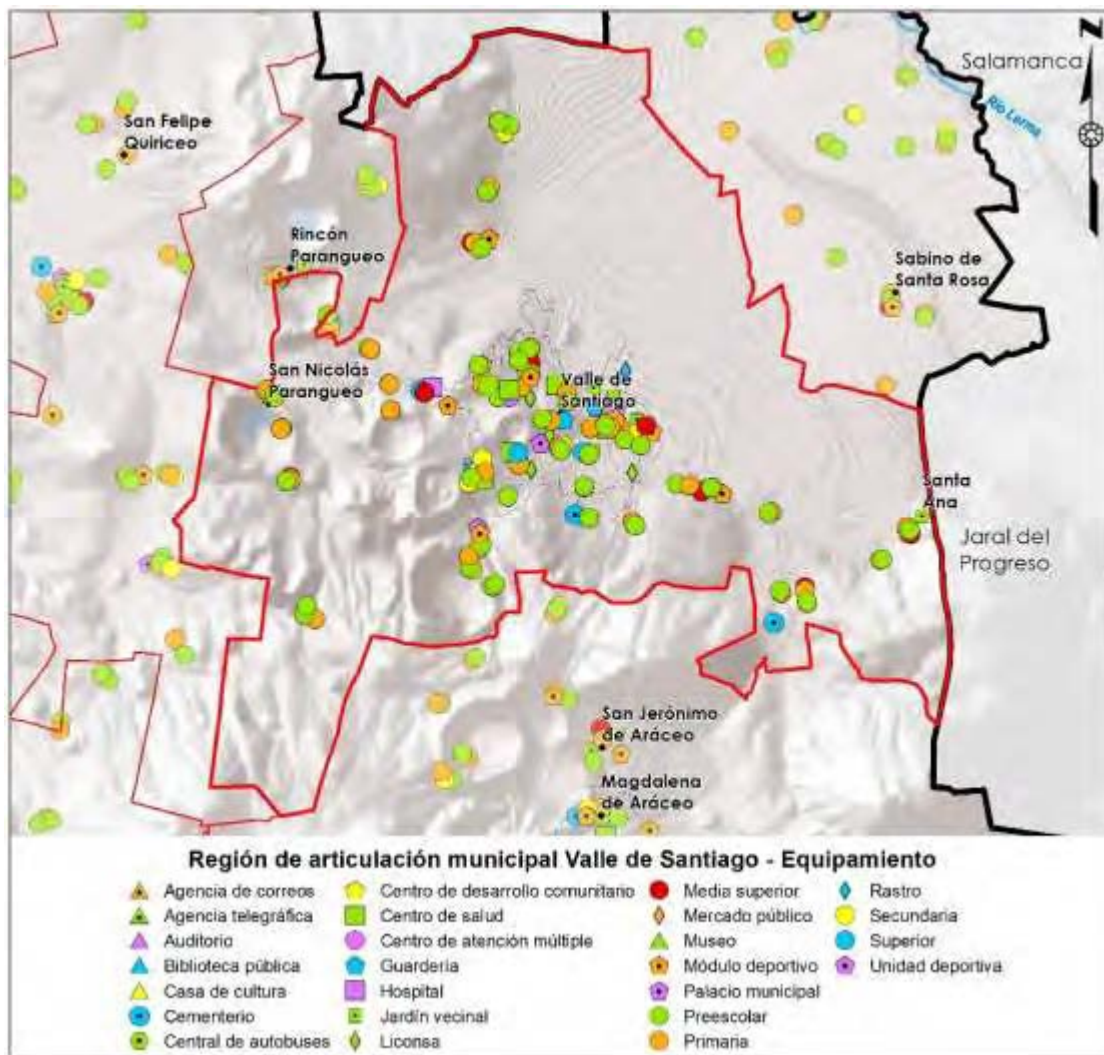 N
Salamanca
Río Lerma
San Felipe
Quiriceo
Rincón
Parangueo
Sabino de
Santa Rosa
San Nicolás
Parangueo
Valle de
Santiago
Santa
Ana
Jaral del
Progreso
San Jerónimo
de Aráceo
Magdalena
de Aráceo
Región de articulación municipal Valle de Santiago - Equipamiento
Agencia de correos
Agencia telegráfica
Auditorio
Biblioteca pública
Casa de cultura
Cementerio
Central de autobuses
Centro de desarrollo comunitario
Centro de salud
Centro de atención múltiple
Guardería
Hospital
Jardín vecinal
Liconsa
Media superior
Mercado público
Museo
Módulo deportivo
Palacio municipal
Preescolar
Primaria
Rastro
Secundaria
Superior
Unidad deportiva